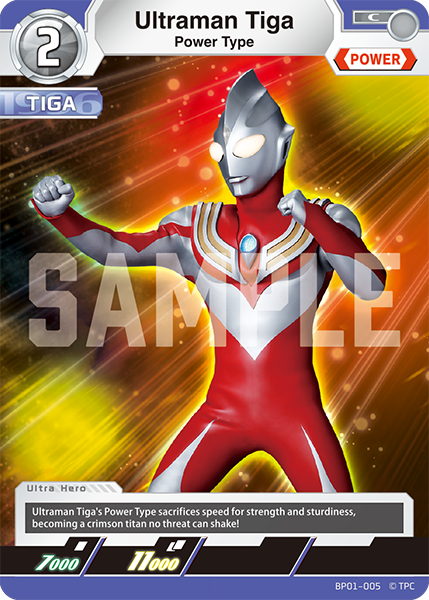 2
Ultraman Tiga
Power Type
C
POWER
1996
TIGA
SAMPLE
Ultra Hero
Ultraman Tiga's Power Type sacrifices speed for strength and sturdiness,
becoming a crimson titan no threat can shake!
7000
11000
BP01-005 © TPC